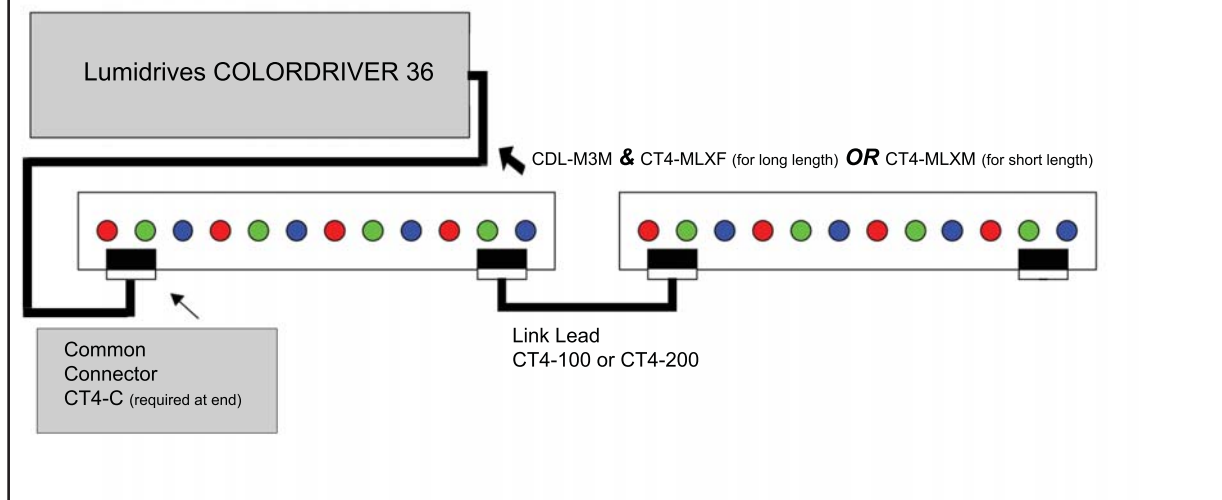 Lumidrives COLORDRIVER 36
CDL-M3M & CT4-MLXF (for long length) OR CT4-MLXM (for short length)
Link Lead
CT4-100 or CT4-200
Common
Connector
CT4-C (required at end)